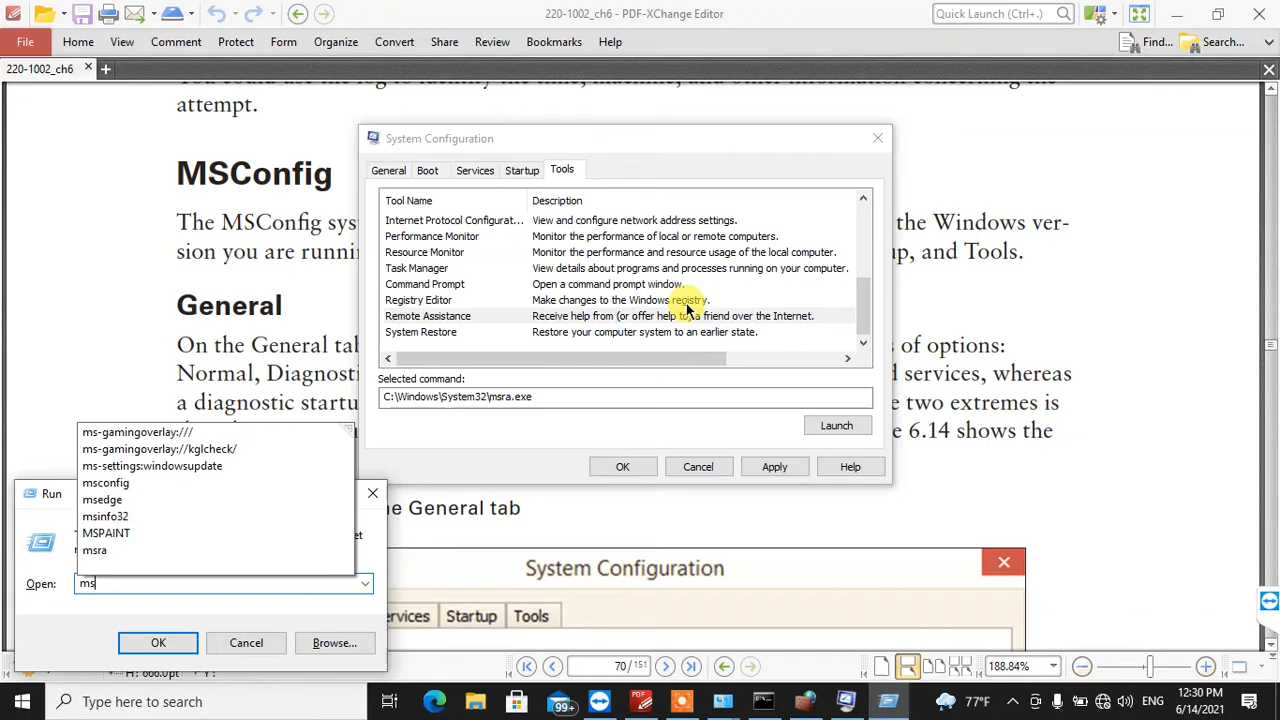 220-1002_ch6 - PDF-XChange Editor
Quick Launch (Ctrl+.)
File
Home
View
Comment
Protect
Form
Organize
Convert
Share
Review
Bookmarks
Help
Find...
Search...
220-1002_ch6
attempt.
MSConfig
The MSConfig sys
the Windows ver-
sion you are runni
up, and Tools.
General
On the General tab
s of options:
Normal, Diagnosti
d services, whereas
a diagnostic startu
e two extremes is
e 6.14 shows the
e General tab
System Configuration
General
Boot
Services
Startup
Tools
Tool Name
Description
Internet Protocol Configurat...
View and configure network address settings.
Performance Monitor
Monitor the performance of local or remote computers.
Resource Monitor
Monitor the performance and resource usage of the local computer.
Task Manager
View details about programs and processes running on your computer.
Command Prompt
Open a command prompt window.
Registry Editor
Make changes to the Windows registry.
Remote Assistance
Receive help from (or offer help to) a friend over the Internet.
System Restore
Restore your computer system to an earlier state.
Selected command:
C:\Windows\System32\msra.exe
Launch
OK
Cancel
Apply
Help
ms-gamingoverlay:///
ms-gamingoverlay://kglcheck/
ms-settings:windowsupdate
msconfig
msedge
msinfo32
MSPAINT
msra
Run
et
Open:
ms
OK
Cancel
Browse...
System Configuration
ervices
Startup
Tools
70 / 151
188.84%
Type here to search
99+
77°F
ENG
12:30 PM
6/14/2021